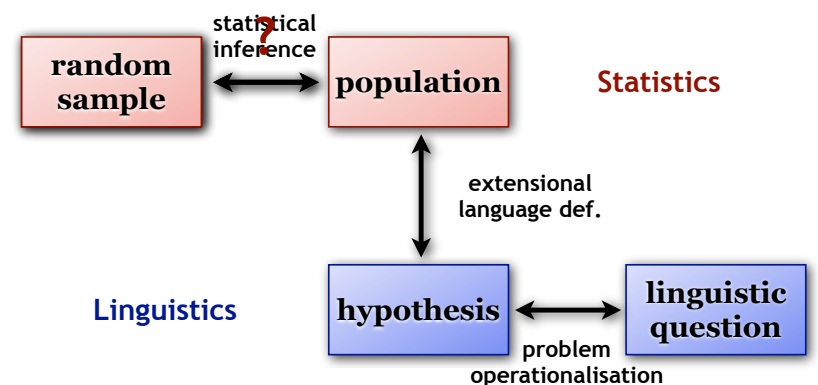 statistical
?
inference
random
sample
population
Statistics
extensional
language def.
Linguistics
hypothesis
linguistic
question
problem
operationalisation